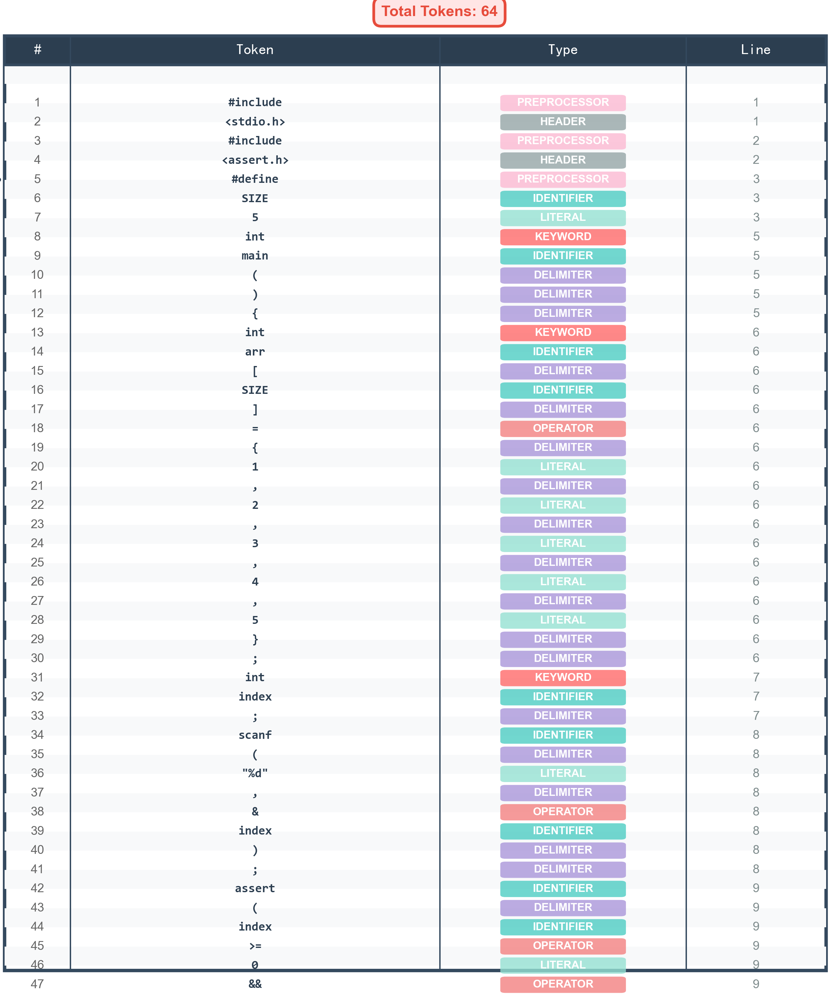 Total Tokens: 64
# Token Type Line
1 #include PREPROCESSOR 1
2 <stdio.h> HEADER 1
3 #include PREPROCESSOR 2
4 <assert.h> HEADER 2
5 #define PREPROCESSOR 3
6 SIZE IDENTIFIER 3
7 5 LITERAL 3
8 int KEYWORD 5
9 main IDENTIFIER 5
10 ( DELIMITER 5
11 ) DELIMITER 5
12 { DELIMITER 5
13 int KEYWORD 6
14 arr IDENTIFIER 6
15 [ DELIMITER 6
16 SIZE IDENTIFIER 6
17 ] DELIMITER 6
18 = OPERATOR 6
19 { DELIMITER 6
20 1 LITERAL 6
21 , DELIMITER 6
22 2 LITERAL 6
23 , DELIMITER 6
24 3 LITERAL 6
25 , DELIMITER 6
26 4 LITERAL 6
27 , DELIMITER 6
28 5 LITERAL 6
29 } DELIMITER 6
30 ; DELIMITER 6
31 int KEYWORD 7
32 index IDENTIFIER 7
33 ; DELIMITER 7
34 scanf IDENTIFIER 8
35 ( DELIMITER 8
36 "%d" LITERAL 8
37 , DELIMITER 8
38 & OPERATOR 8
39 index IDENTIFIER 8
40 ) DELIMITER 8
41 ; DELIMITER 8
42 assert IDENTIFIER 9
43 ( DELIMITER 9
44 index IDENTIFIER 9
45 >= OPERATOR 9
46 0 LITERAL 9
47 && OPERATOR 9